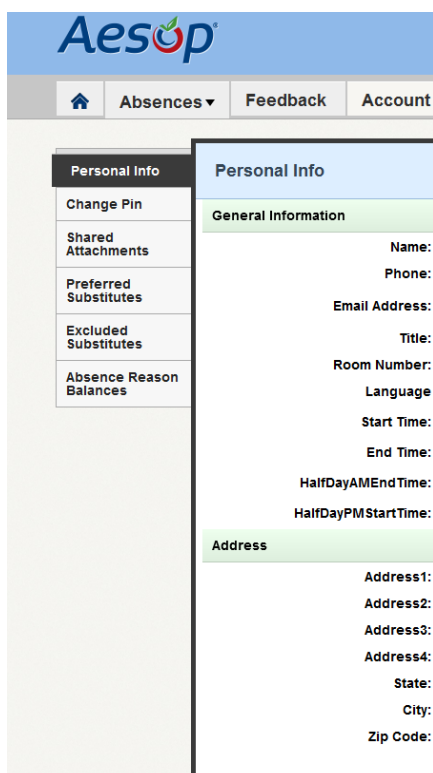 Aesop®
Absences▾ Feedback Account
Personal Info
Change Pin
Shared
Attachments
Preferred
Substitutes
Excluded
Substitutes
Absence Reason
Balances
Personal Info
General Information
Name:
Phone:
Email Address:
Title:
Room Number:
Language
Start Time:
End Time:
HalfDayAMEndTime:
HalfDayPMStartTime:
Address
Address1:
Address2:
Address3:
Address4:
State:
City:
Zip Code: